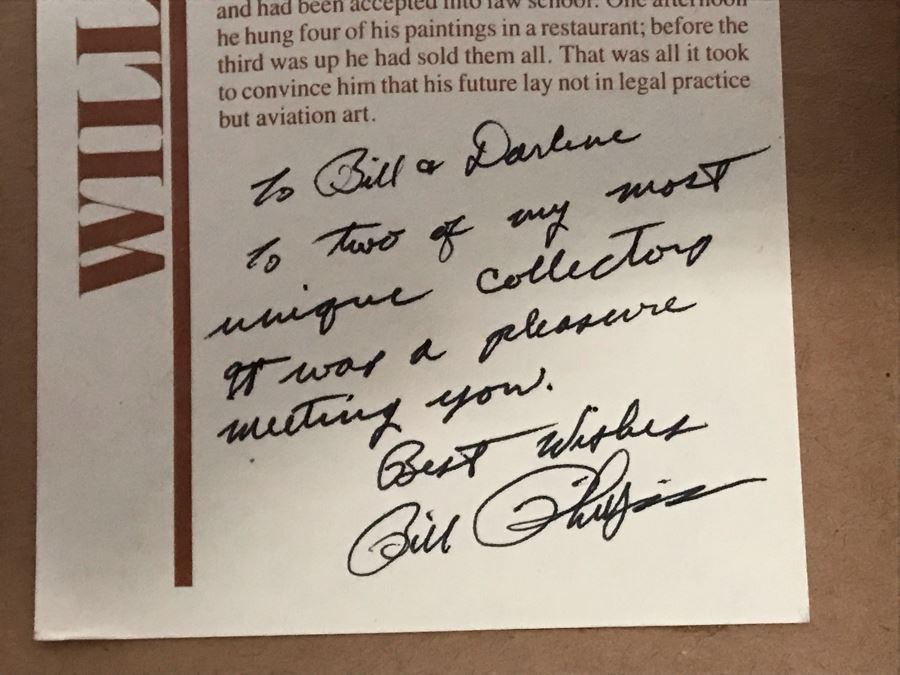 WILL
and had been accepted into law school. One afternoon
he hung four of his paintings in a restaurant; before the
third was up he had sold them all. That was all it took
to convince him that his future lay not in legal practice
but aviation art.
To Bill & Darlene
To two of my most
unique collectors
It was a pleasure
meeting you.
Best Wishes
Bill Phillips